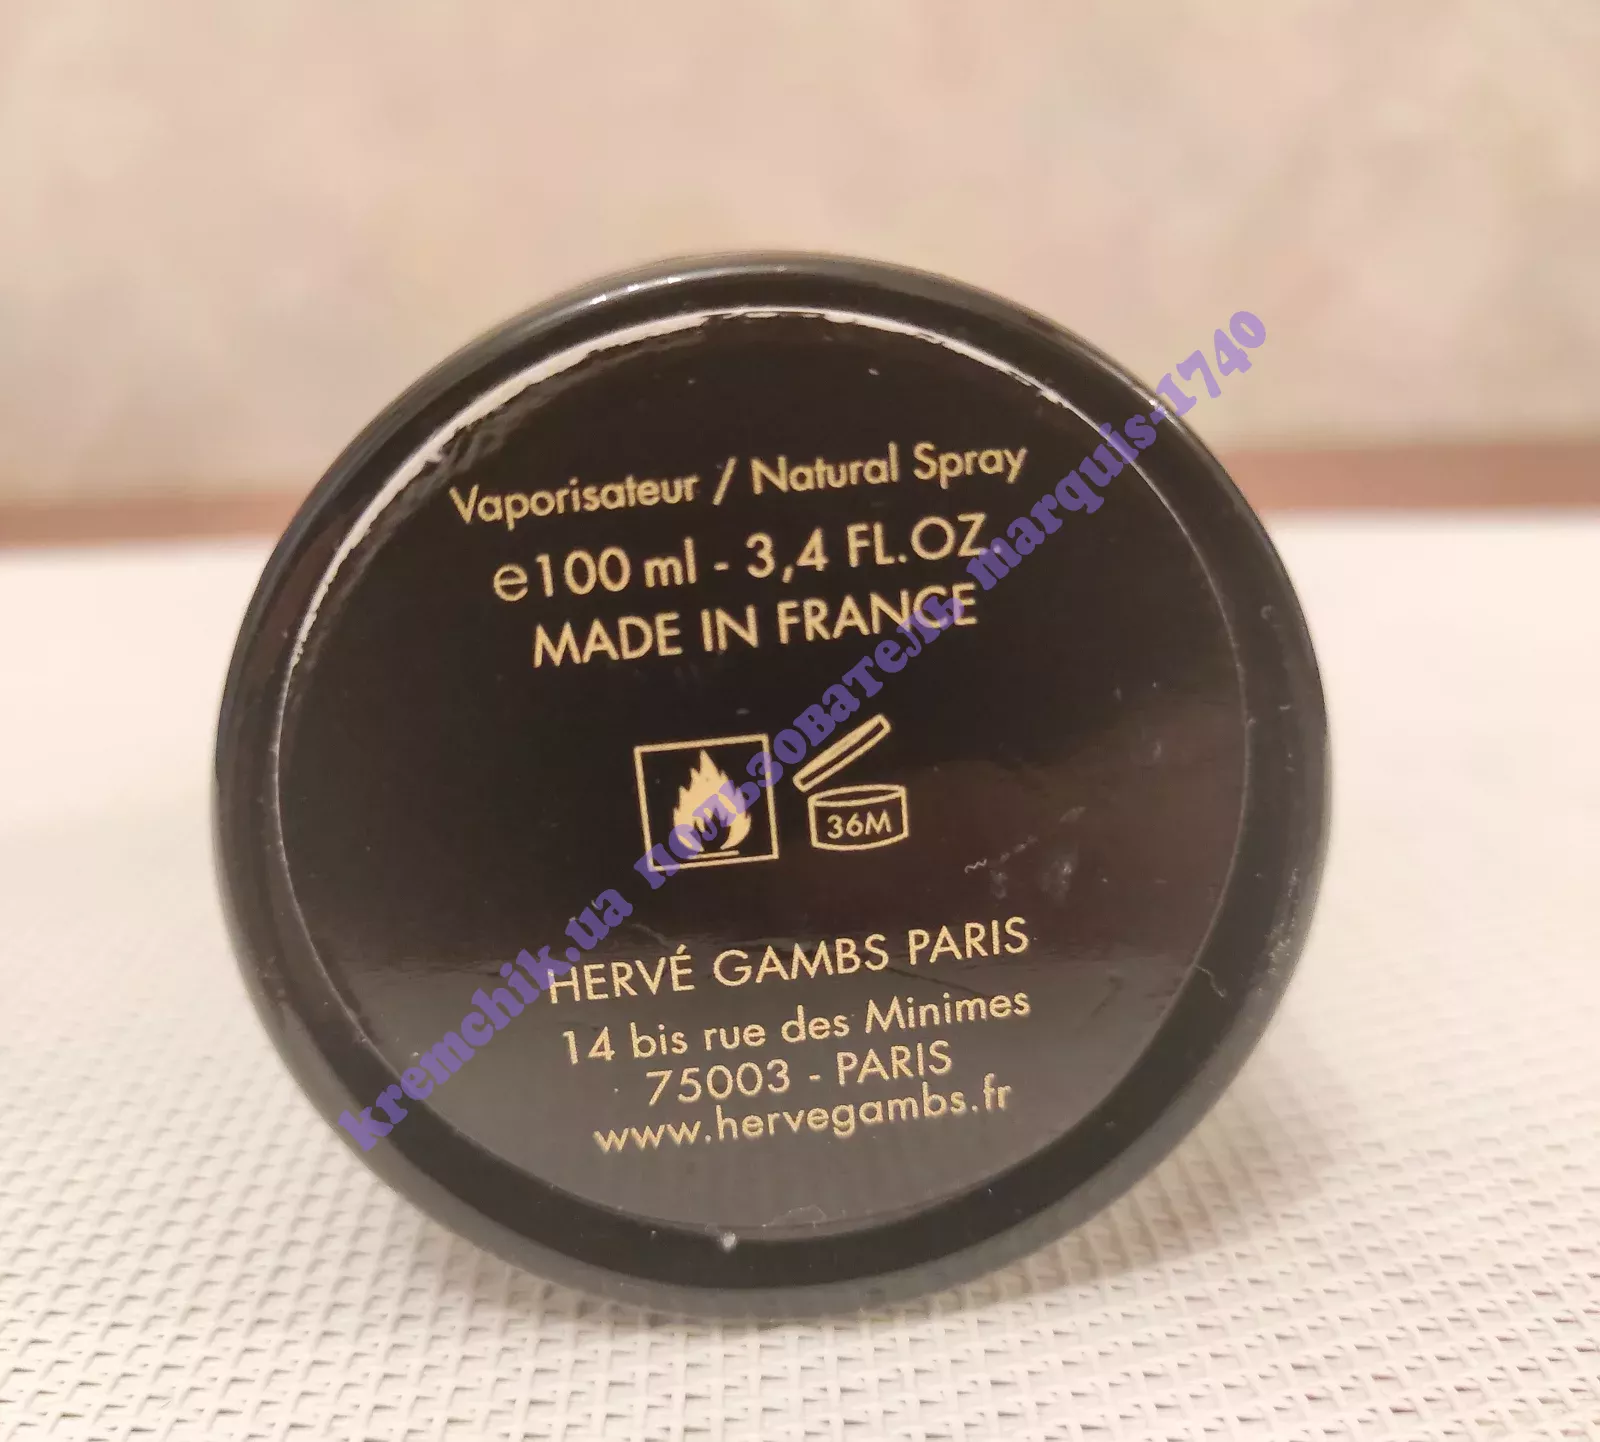 Vaporisateur / Natural Spray
e100 ml - 3,4 FL.OZ.
MADE IN FRANCE
36M
HERVÉ GAMBS PARIS
14 bis rue des Minimes
75003 - PARIS
www.hervegambs.fr
kremchik.ua пользователь marquis-1740